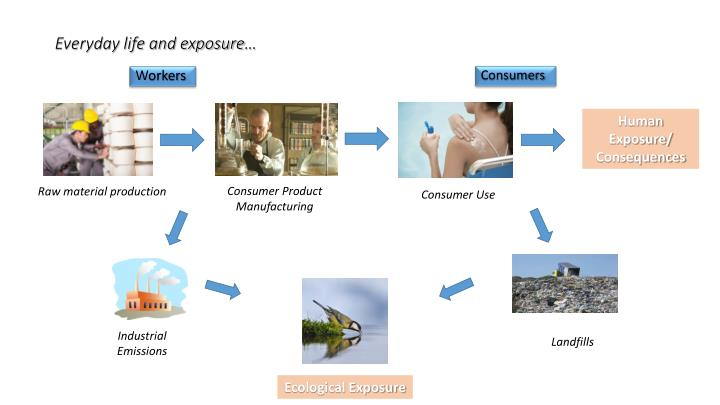 Everyday life and exposure…
Workers
Consumers
Human
Exposure/
Consequences
Raw material production
Consumer Product
Manufacturing
Consumer Use
Industrial
Emissions
Landfills
Ecological Exposure